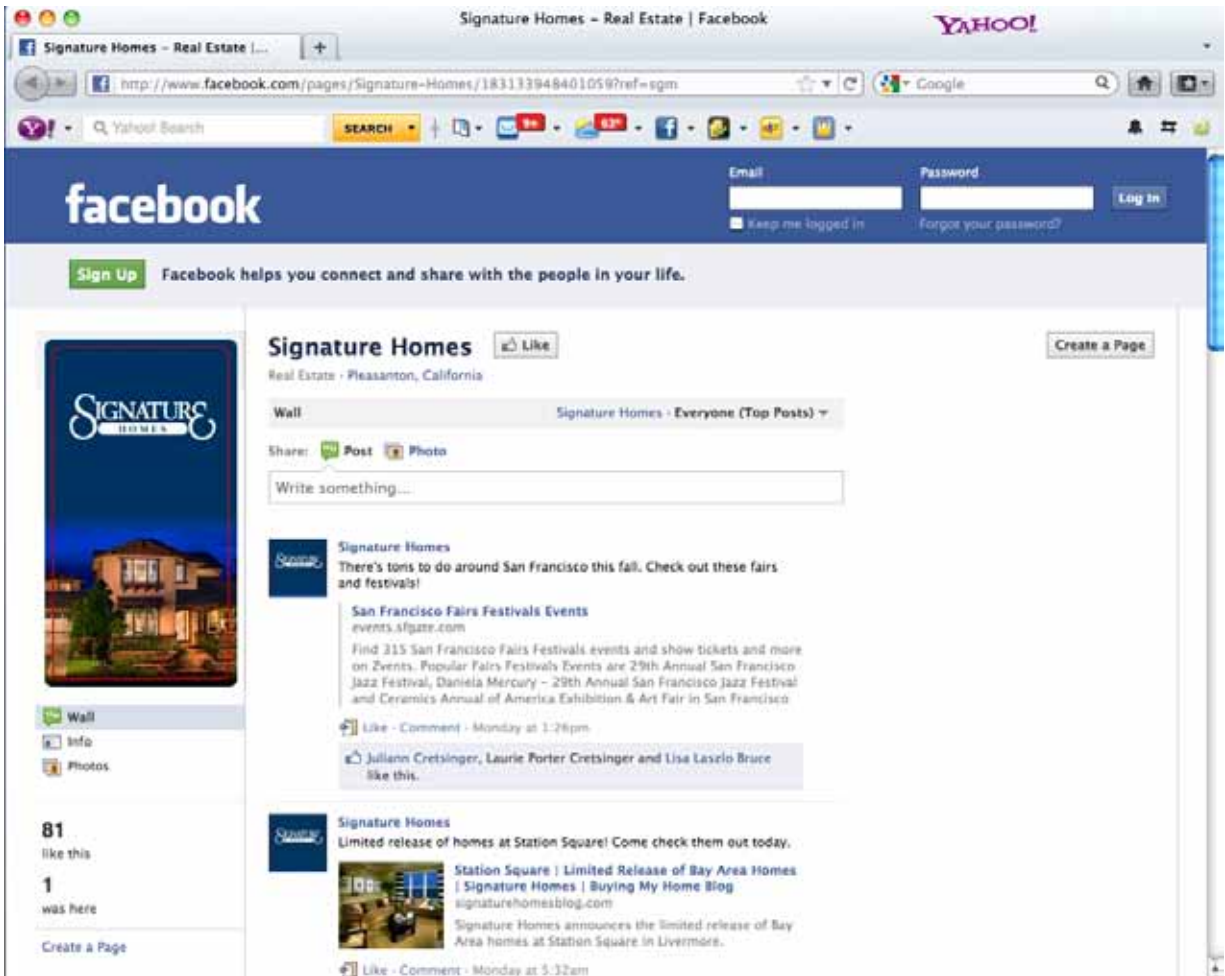 Signature Homes – Real Estate | Facebook
YAHOO!
Signature Homes – Real Estate |...
+
http://www.facebook.com/pages/Signature-Homes/183133948401059?ref=sgm
Google
Y!
Yahoo! Search
SEARCH
9+
63°
facebook
Email
Password
Log In
Keep me logged in
Forgot your password?
Sign Up
Facebook helps you connect and share with the people in your life.
SIGNATURE
HOMES
Signature Homes
Like
Create a Page
Real Estate · Pleasanton, California
Wall
Signature Homes · Everyone (Top Posts)
Share: Post Photo
Write something...
Signature Homes
There's tons to do around San Francisco this fall. Check out these fairs
and festivals!
San Francisco Fairs Festivals Events
events.sfgate.com
Find 315 San Francisco Fairs Festivals events and show tickets and more
on Zvents. Popular Fairs Festivals Events are 29th Annual San Francisco
Jazz Festival, Daniela Mercury – 29th Annual San Francisco Jazz Festival
and Ceramics Annual of America Exhibition & Art Fair in San Francisco
Like · Comment · Monday at 1:26pm
Juliann Cretsinger, Laurie Porter Cretsinger and Lisa Laszlo Bruce
like this.
Wall
Info
Photos
81
like this
1
was here
Create a Page
Signature Homes
Limited release of homes at Station Square! Come check them out today.
Station Square | Limited Release of Bay Area Homes
| Signature Homes | Buying My Home Blog
signaturehomesblog.com
Signature Homes announces the limited release of Bay
Area homes at Station Square in Livermore.
Like · Comment · Monday at 5:32am